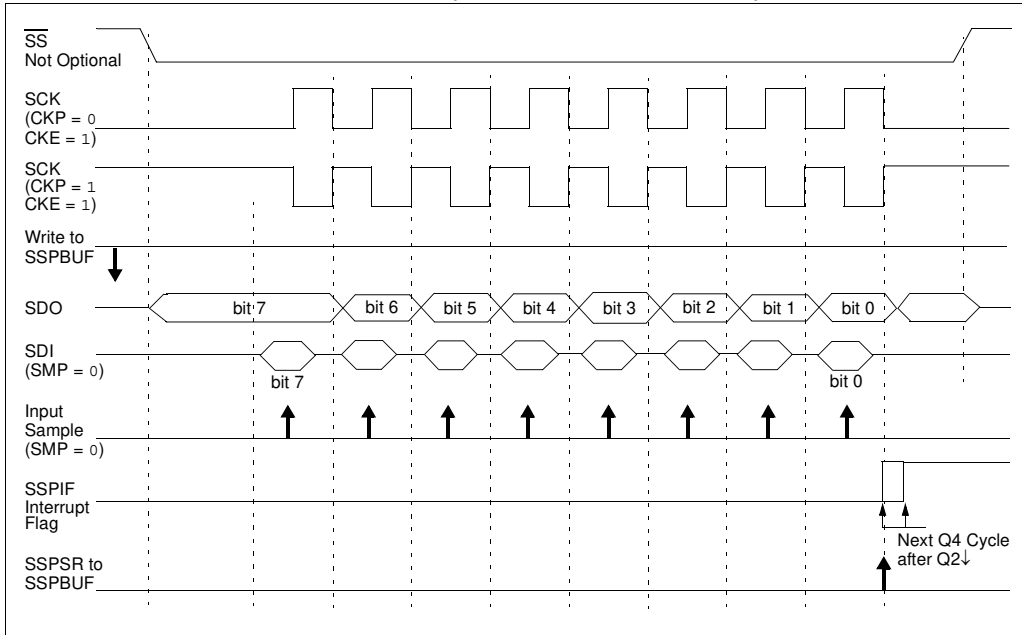 SS
Not Optional
SCK
(CKP = 0
CKE = 1)
SCK
(CKP = 1
CKE = 1)
Write to
SSPBUF
SDO
bit 7 bit 6 bit 5 bit 4 bit 3 bit 2 bit 1 bit 0
SDI
(SMP = 0)
bit 7 bit 0
Input
Sample
(SMP = 0)
SSPIF
Interrupt
Flag
Next Q4 Cycle
after Q2↓
SSPSR to
SSPBUF